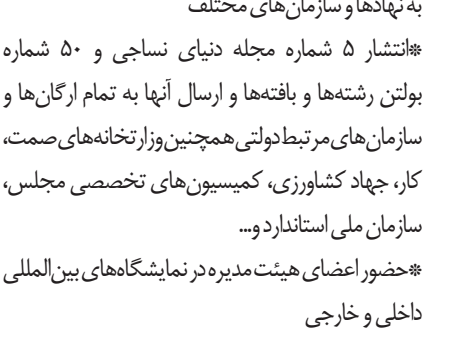 به نهادها و سازمان‌های مختلف
*انتشار ۵ شماره مجله دنیای نساجی و ۵۰ شماره
بولتن رشته‌ها و بافته‌ها و ارسال آنها به تمام ارگان‌ها و
سازمان‌های مرتبط دولتی همچنین وزارتخانه‌های صمت،
کار، جهاد کشاورزی، کمیسیون‌های تخصصی مجلس،
سازمان ملی استاندارد و...
*حضور اعضای هیئت مدیره در نمایشگاه‌های بین‌المللی
داخلی و خارجی